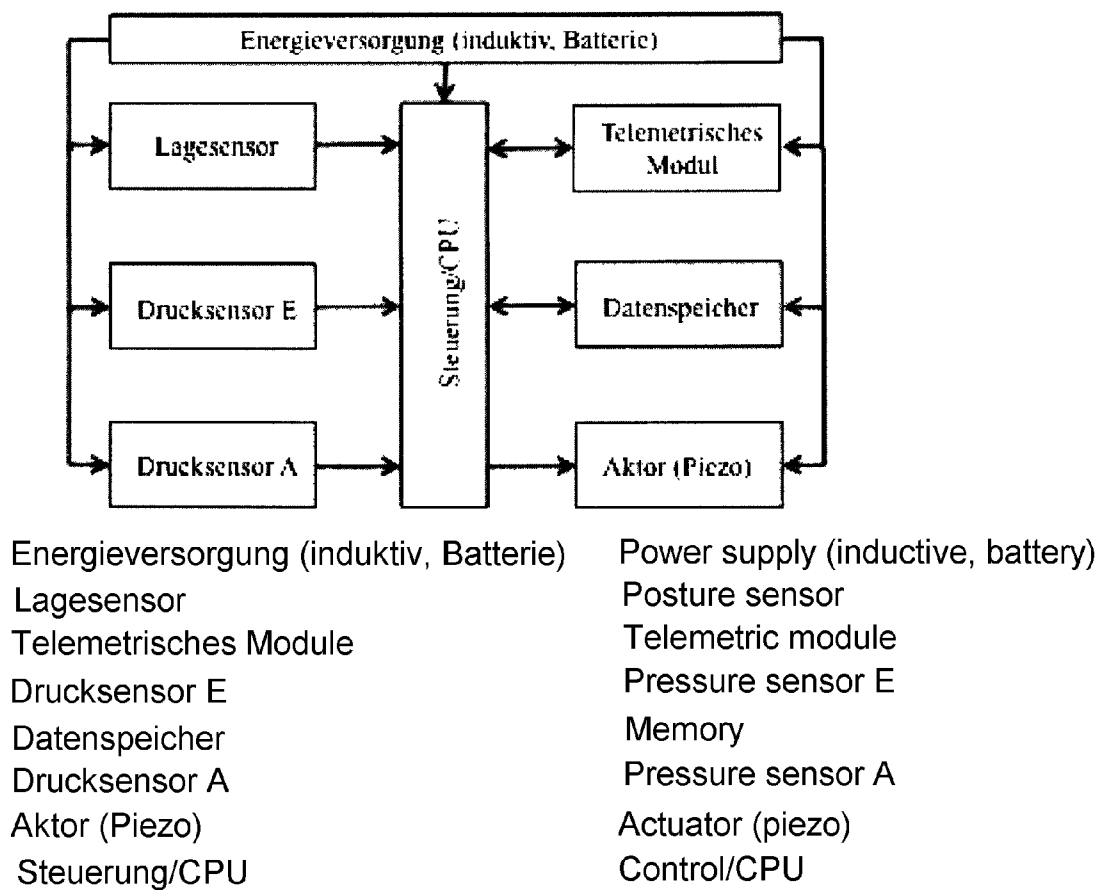 Energieversorgung (induktiv, Batterie)
Lagesensor
Telemetrisches
Modul
Drucksensor E
Steuerung/CPU
Datenspeicher
Drucksensor A
Aktor (Piezo)
Energieversorgung (induktiv, Batterie) Power supply (inductive, battery)
Lagesensor Posture sensor
Telemetrisches Module Telemetric module
Drucksensor E Pressure sensor E
Datenspeicher Memory
Drucksensor A Pressure sensor A
Aktor (Piezo) Actuator (piezo)
Steuerung/CPU Control/CPU